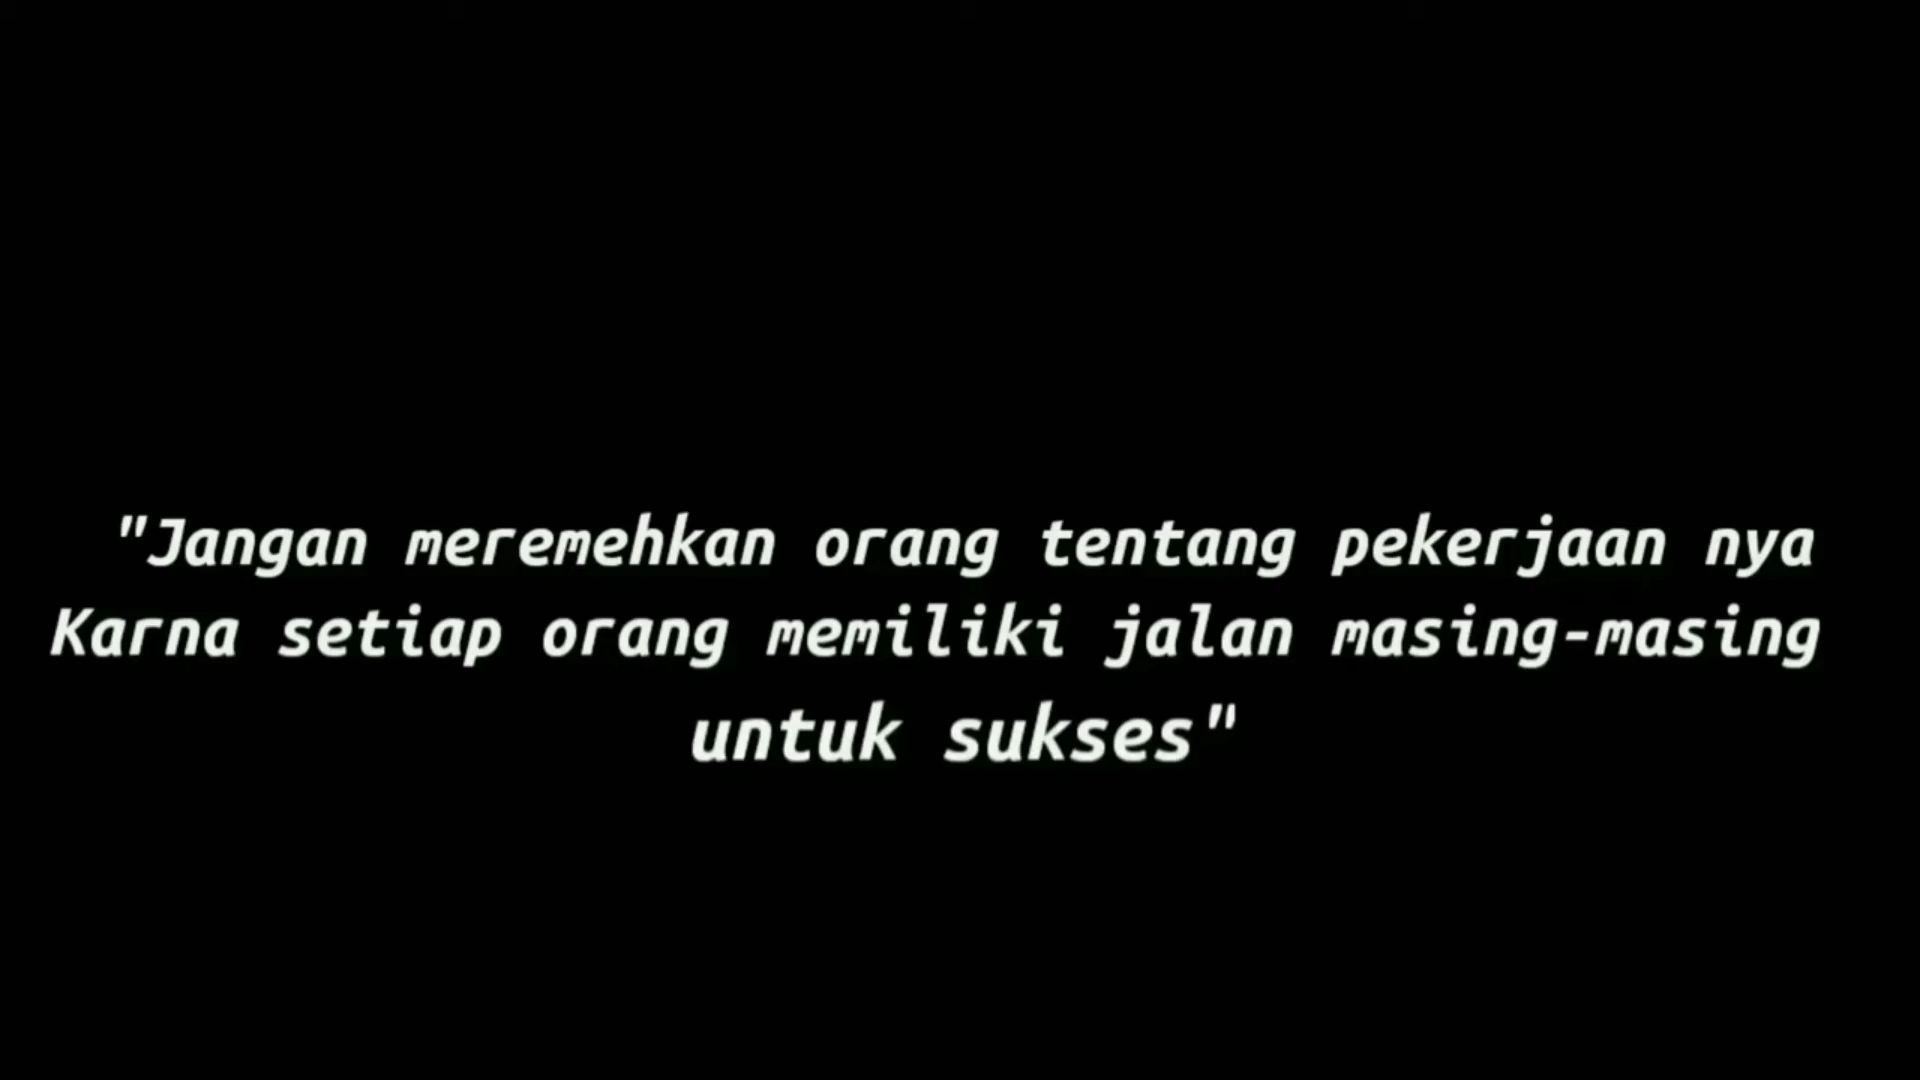 "Jangan meremehkan orang tentang pekerjaan nya
Karna setiap orang memiliki jalan masing-masing
untuk sukses"